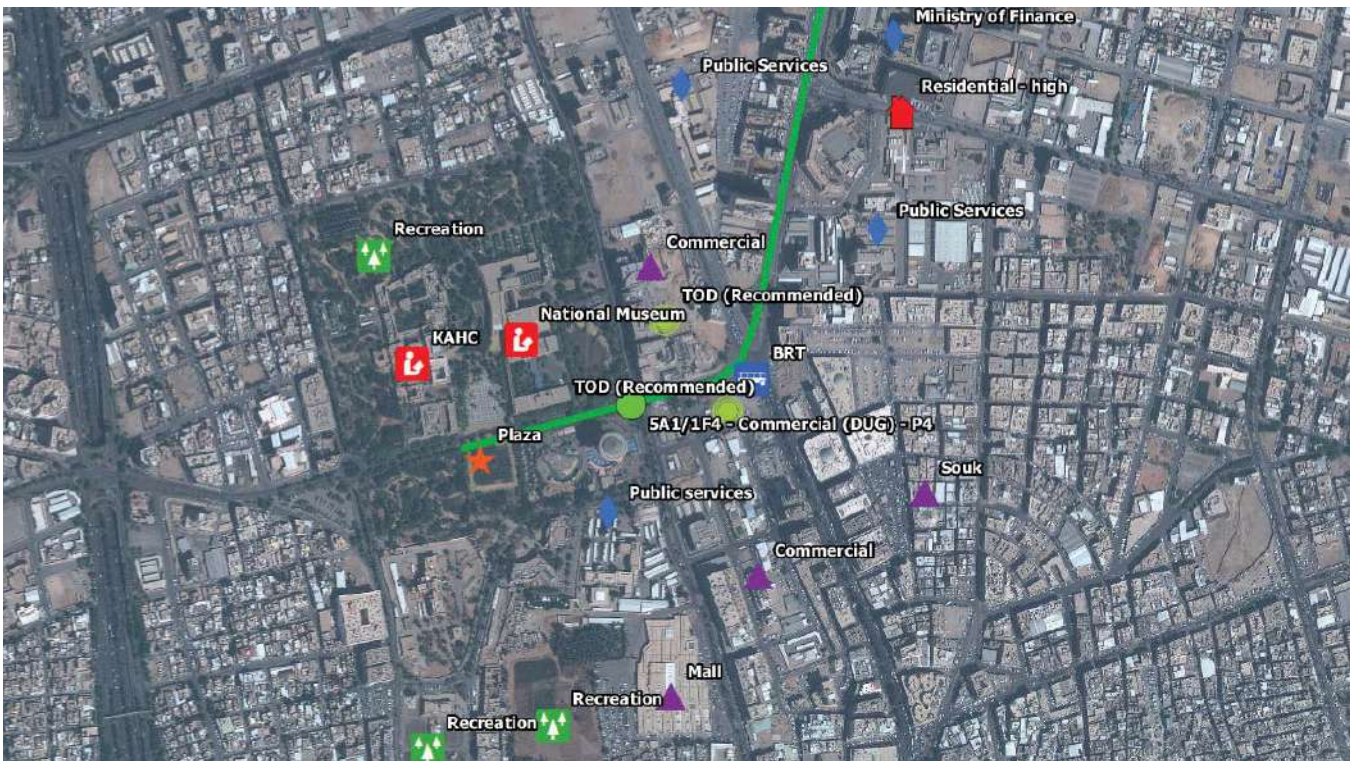 Ministry of Finance
Public Services
Residential - high
Public Services
Recreation
Commercial
TOD (Recommended)
National Museum
KAHC
BRT
TOD (Recommended)
5A1/1F4 - Commercial (DUG) - P4
Plaza
Souk
Public services
Commercial
Mall
Recreation
Recreation